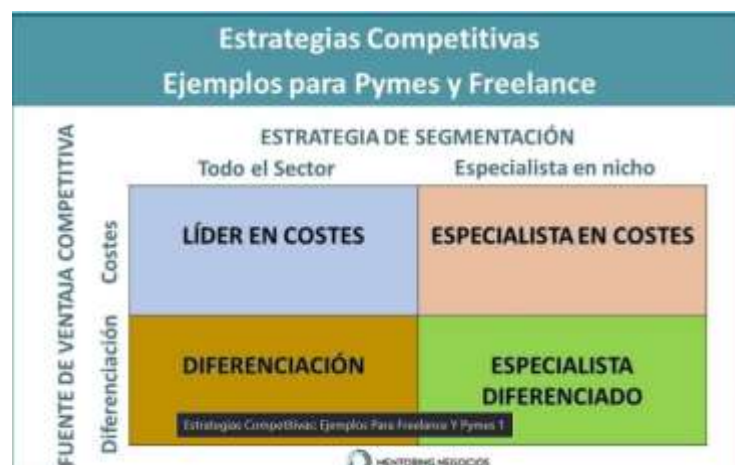 Estrategias Competitivas
Ejemplos para Pymes y Freelance
ESTRATEGIA DE SEGMENTACIÓN
Todo el Sector
Especialista en nicho
FUENTE DE VENTAJA COMPETITIVA
Costes
LÍDER EN COSTES
ESPECIALISTA EN COSTES
Diferenciación
DIFERENCIACIÓN
ESPECIALISTA
DIFERENCIADO
Estrategias Competitivas: Ejemplos Para Freelance Y Pymes 1
MENTORING NEGOCIOS